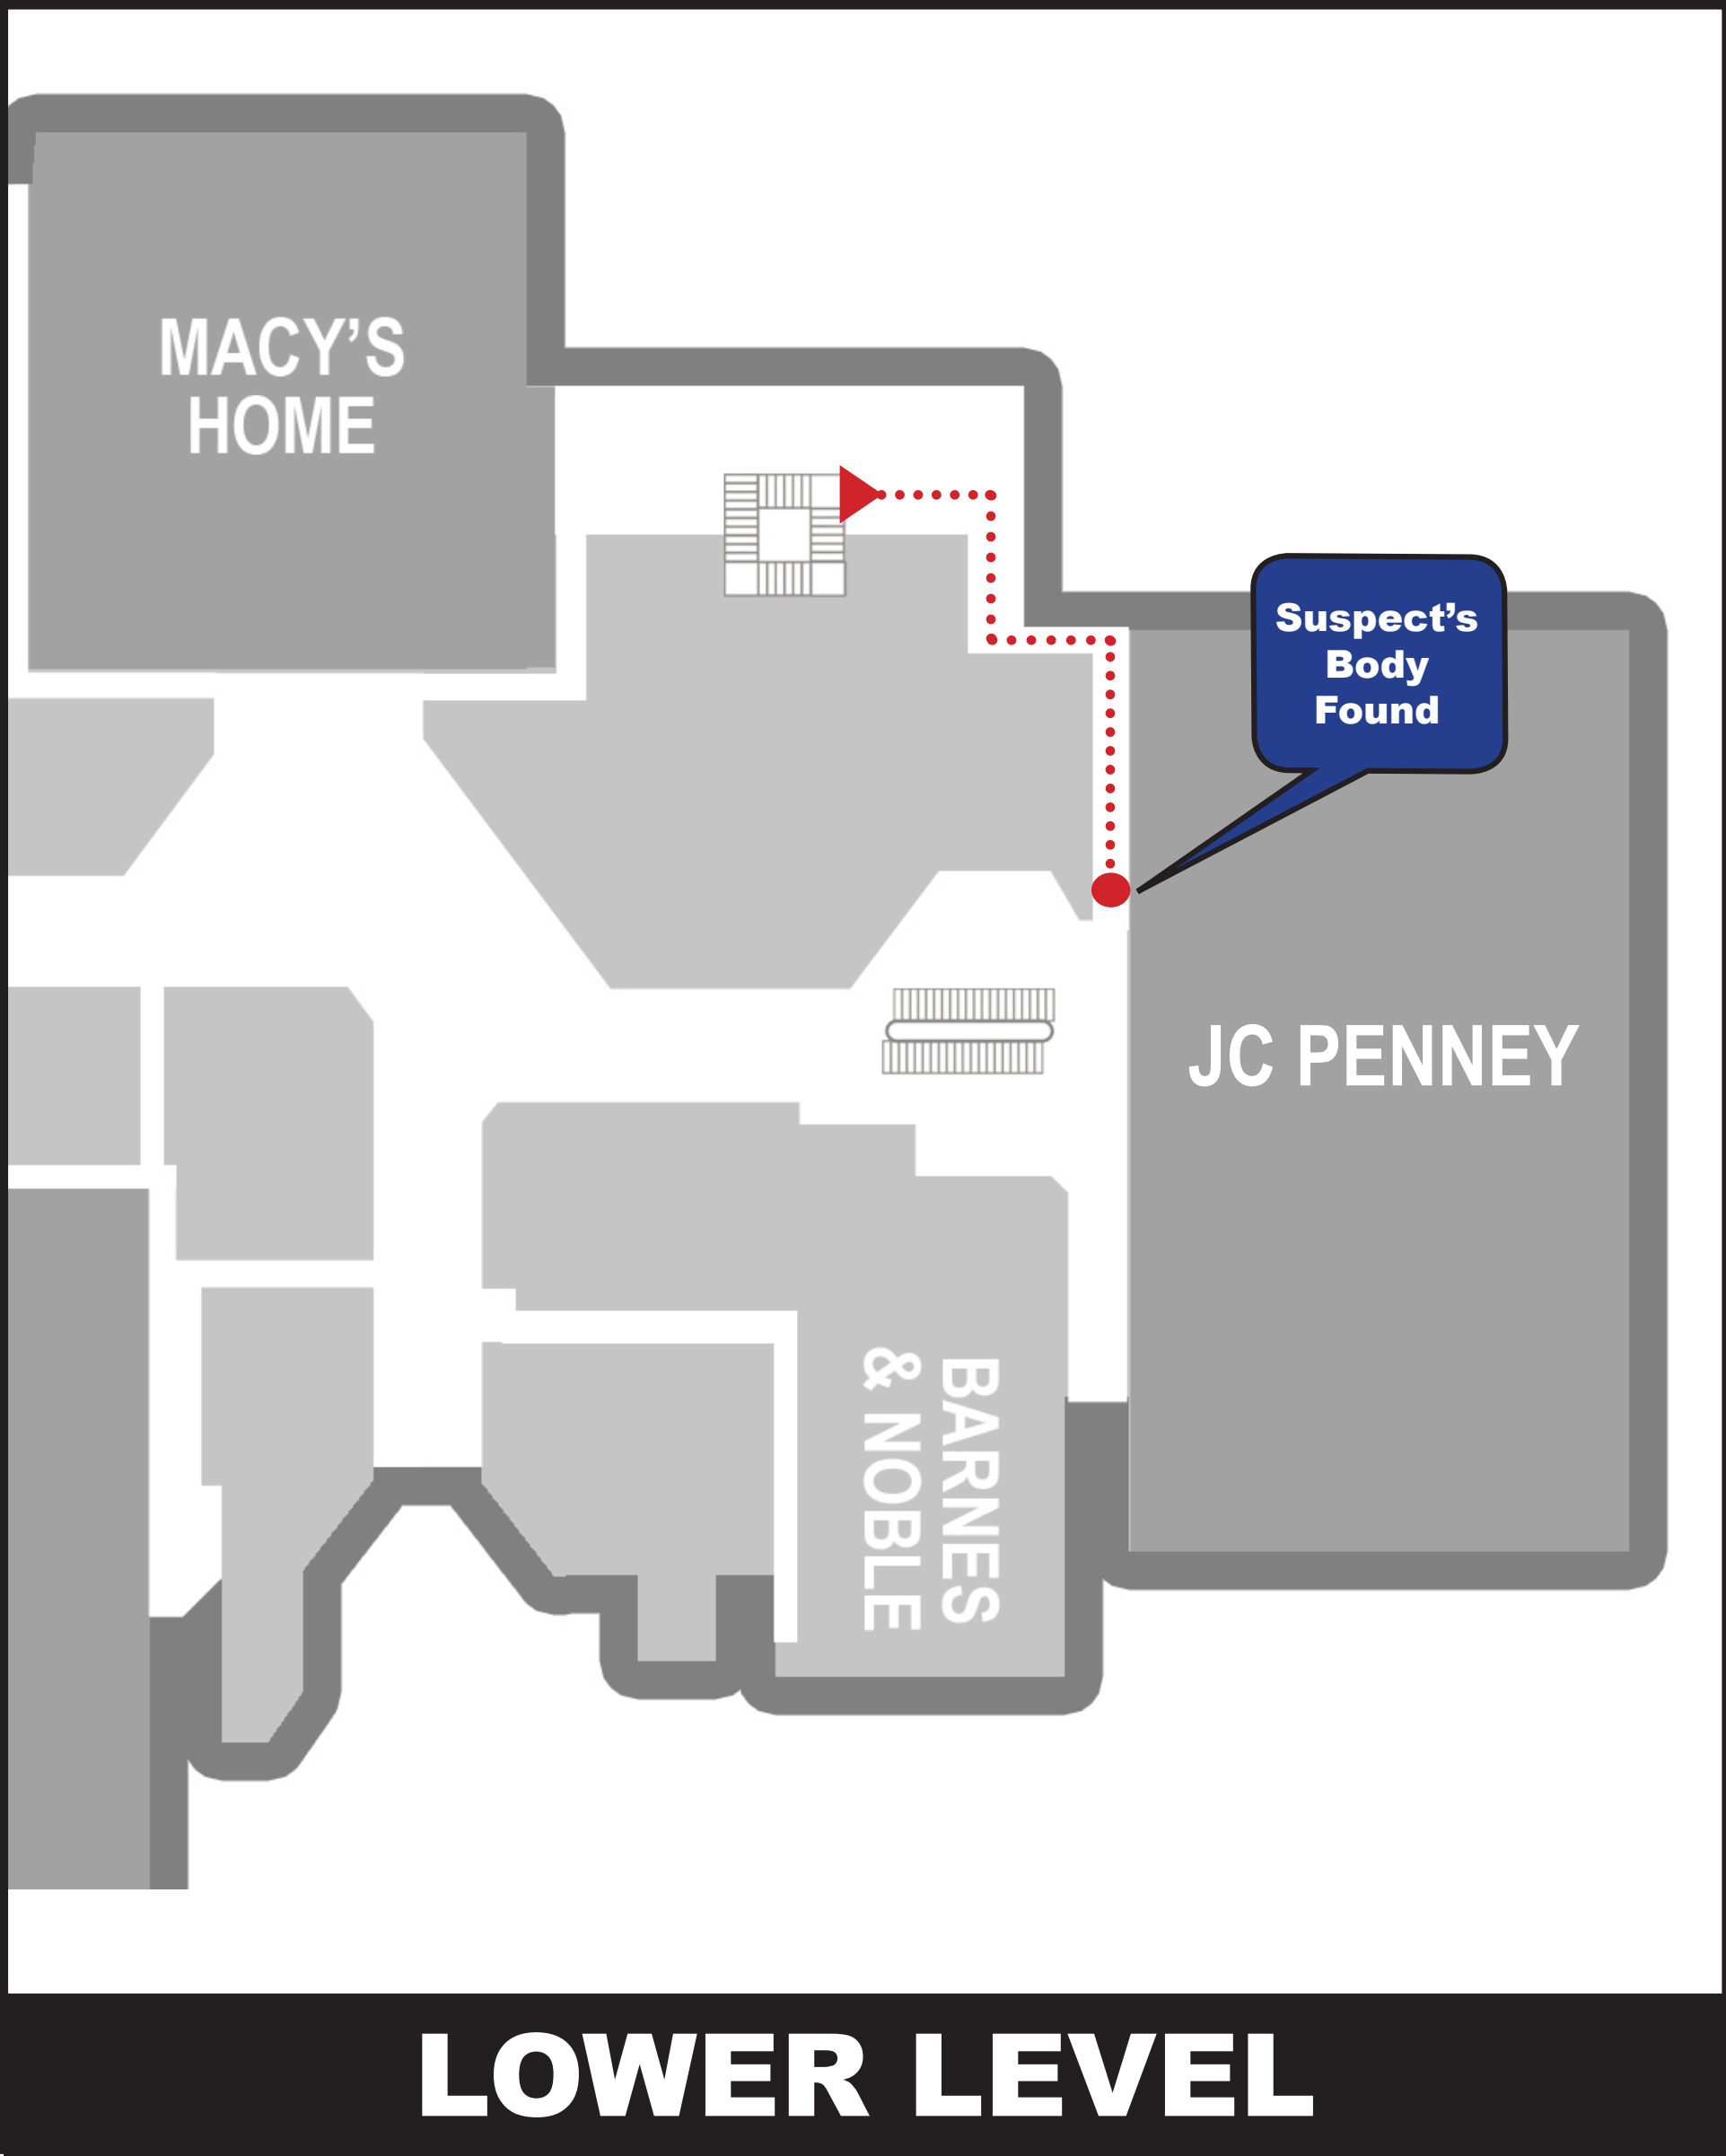 MACY’S
HOME
Suspect’s
Body
Found
JC PENNEY
BARNES
& NOBLE
LOWER LEVEL